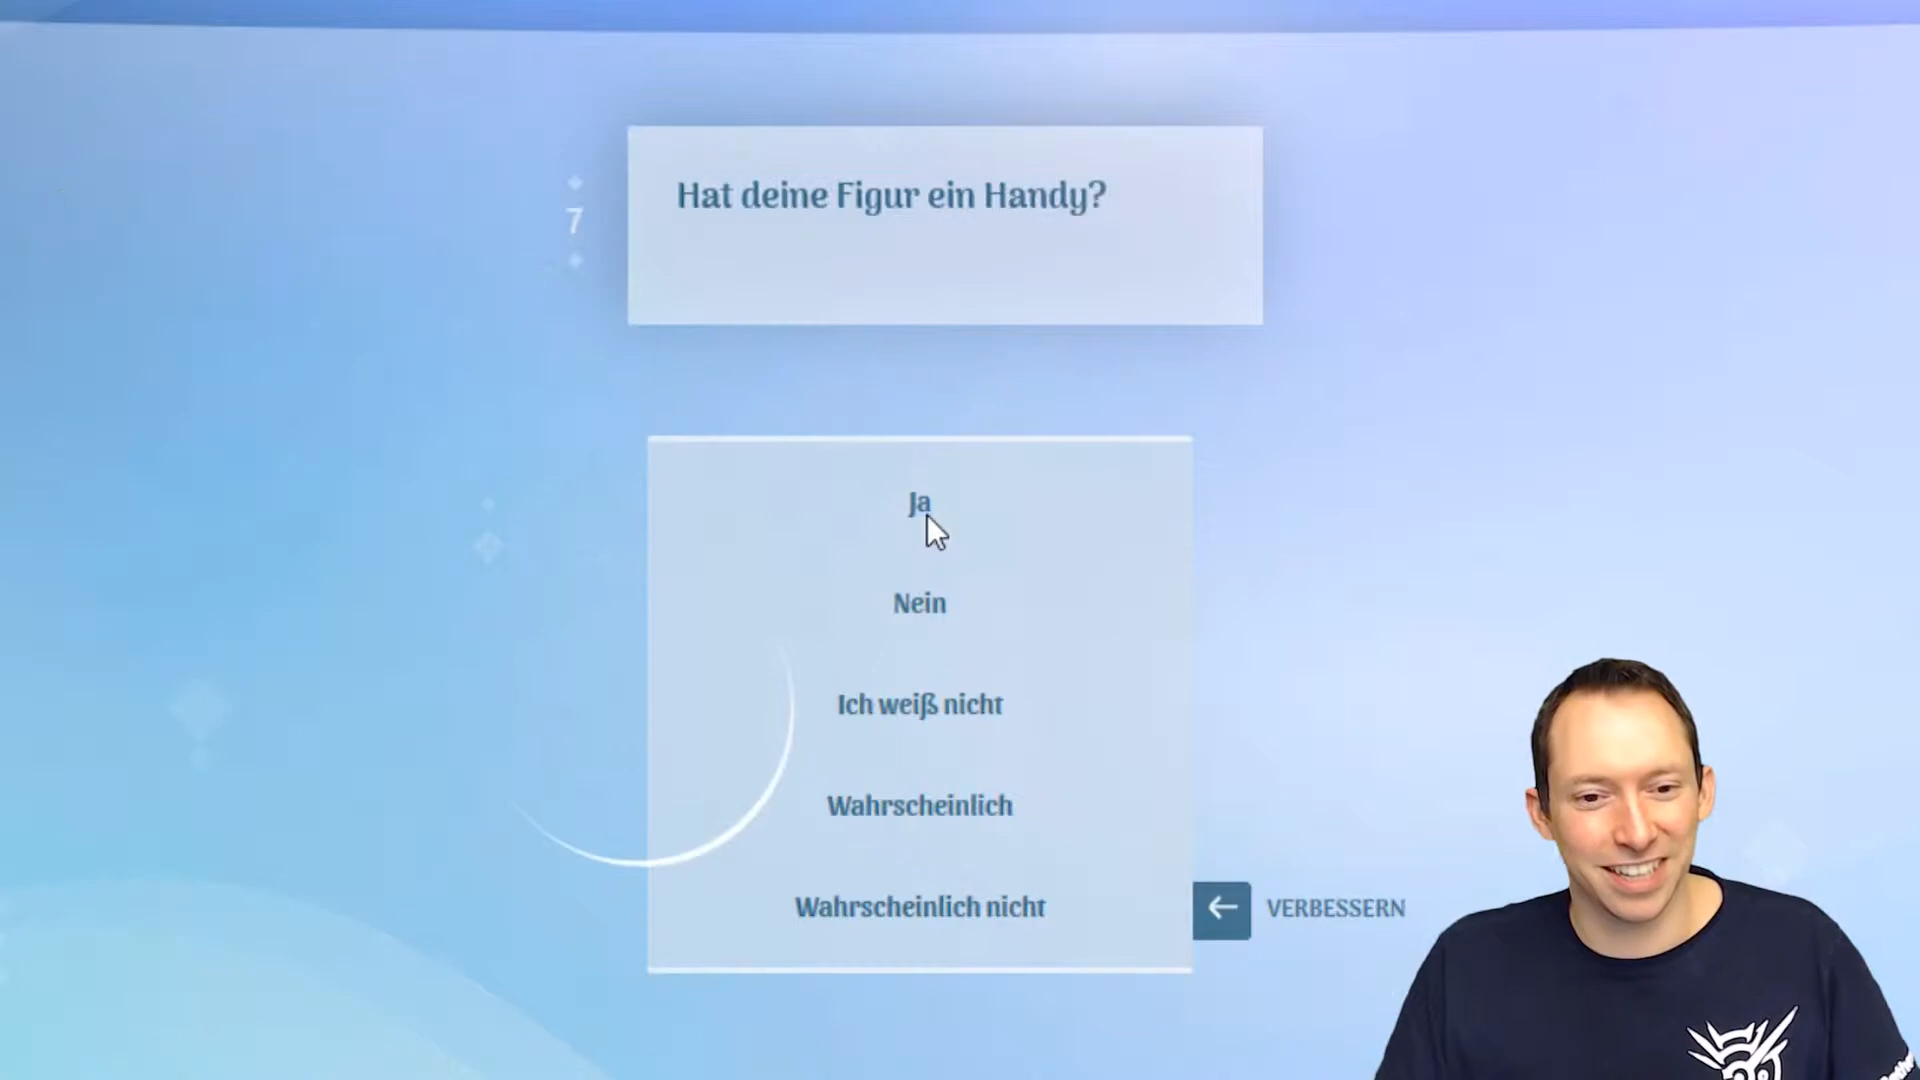 7
Hat deine Figur ein Handy?
Ja
Nein
Ich weiß nicht
Wahrscheinlich
Wahrscheinlich nicht
VERBESSERN